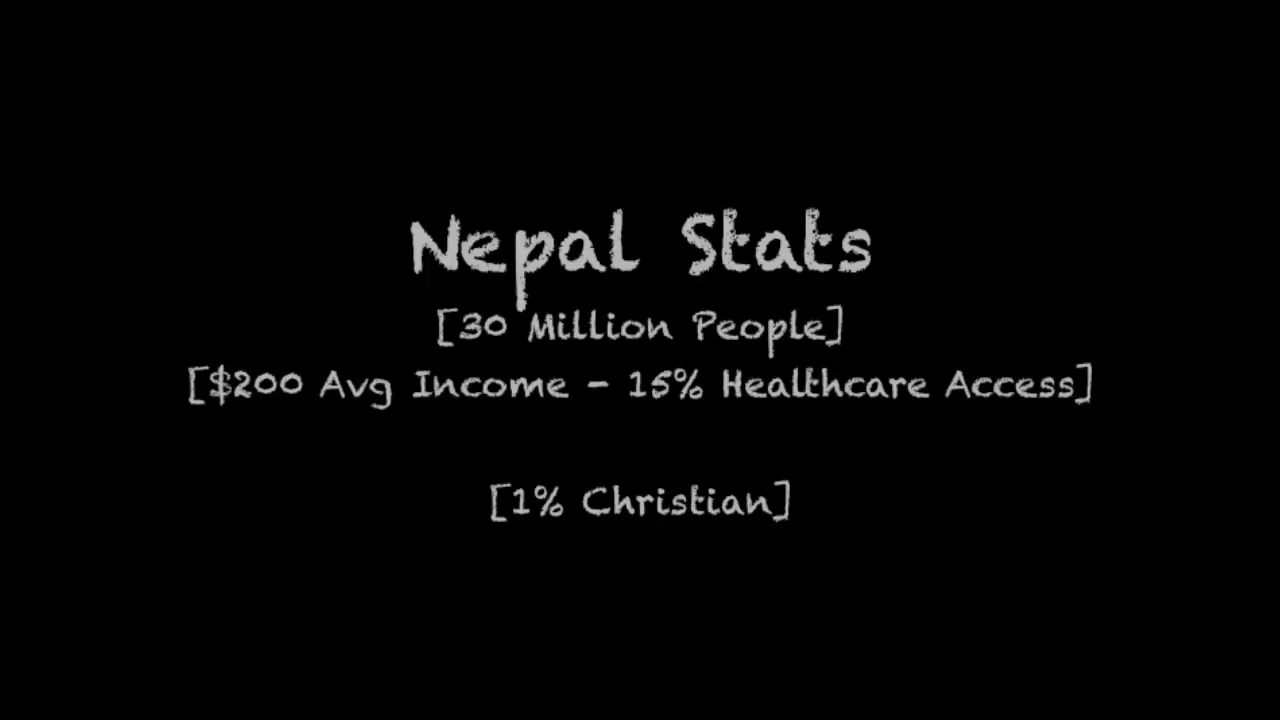 Nepal Stats
[30 Million People]
[$200 Avg Income - 15% Healthcare Access]
[1% Christian]